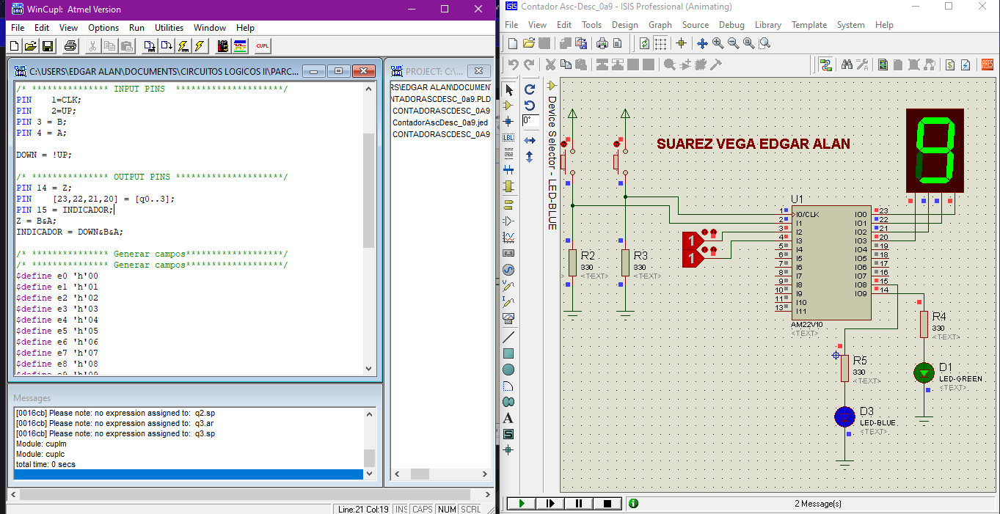 WinCupl: Atmel Version
File Edit View Options Run Utilities Window Help
CUPL
C:\USERS\EDGAR ALAN\DOCUMENTS\CIRCUITOS LOGICOS II\PARC...
/* *************** INPUT PINS *********************/
PIN 1=CLK;
PIN 2=UP;
PIN 3 = B;
PIN 4 = A;
DOWN = !UP;
/* *************** OUTPUT PINS *********************/
PIN 14 = Z;
PIN [23,22,21,20] = [q0..3];
PIN 15 = INDICADOR;
Z = B&A;
INDICADOR = DOWN&B&A;
/* *************** Generar campos*******************/
/* *************** Generar campos*******************/
$define e0 'h'00
$define e1 'h'01
$define e2 'h'02
$define e3 'h'03
$define e4 'h'04
$define e5 'h'05
$define e6 'h'06
$define e7 'h'07
$define e8 'h'08
$define e9 'h'09
PROJECT: C:\...
RS\EDGAR ALAN\DOCUMENT
NTADORASCDESC_0a9.PLD
CONTADORASCDESC_0A9
ContadorAscDesc_0a9.jed
CONTADORASCDESC_0A9
Messages
[0016cb] Please note: no expression assigned to: q2.sp
[0016cb] Please note: no expression assigned to: q3.ar
[0016cb] Please note: no expression assigned to: q3.sp
Module: cuplm
Module: cuplc
total time: 0 secs
Line:21 Col:19 INS CAPS NUM SCRL
ISIS Contador Asc-Desc_0a9 - ISIS Professional (Animating)
File View Edit Tools Design Graph Source Debug Library Template System Help
ARES
LBL
0°
Device Selector - LED-BLUE
SUAREZ VEGA EDGAR ALAN
9
U1
1 I0/CLK IO0 23
2 I1 IO1 22
3 I2 IO2 21
4 I3 IO3 20
5 I4 IO4 19
6 I5 IO5 18
7 I6 IO6 17
8 I7 IO7 16
9 I8 IO8 15
10 I9 IO9 14
11 I10
13 I11
AM22V10
<TEXT>
1
1
R2
330
<TEXT>
R3
330
<TEXT>
R4
330
<TEXT>
R5
330
<TEXT>
D1
LED-GREEN
<TEXT>
D3
LED-BLUE
<TEXT>
2 Message(s)